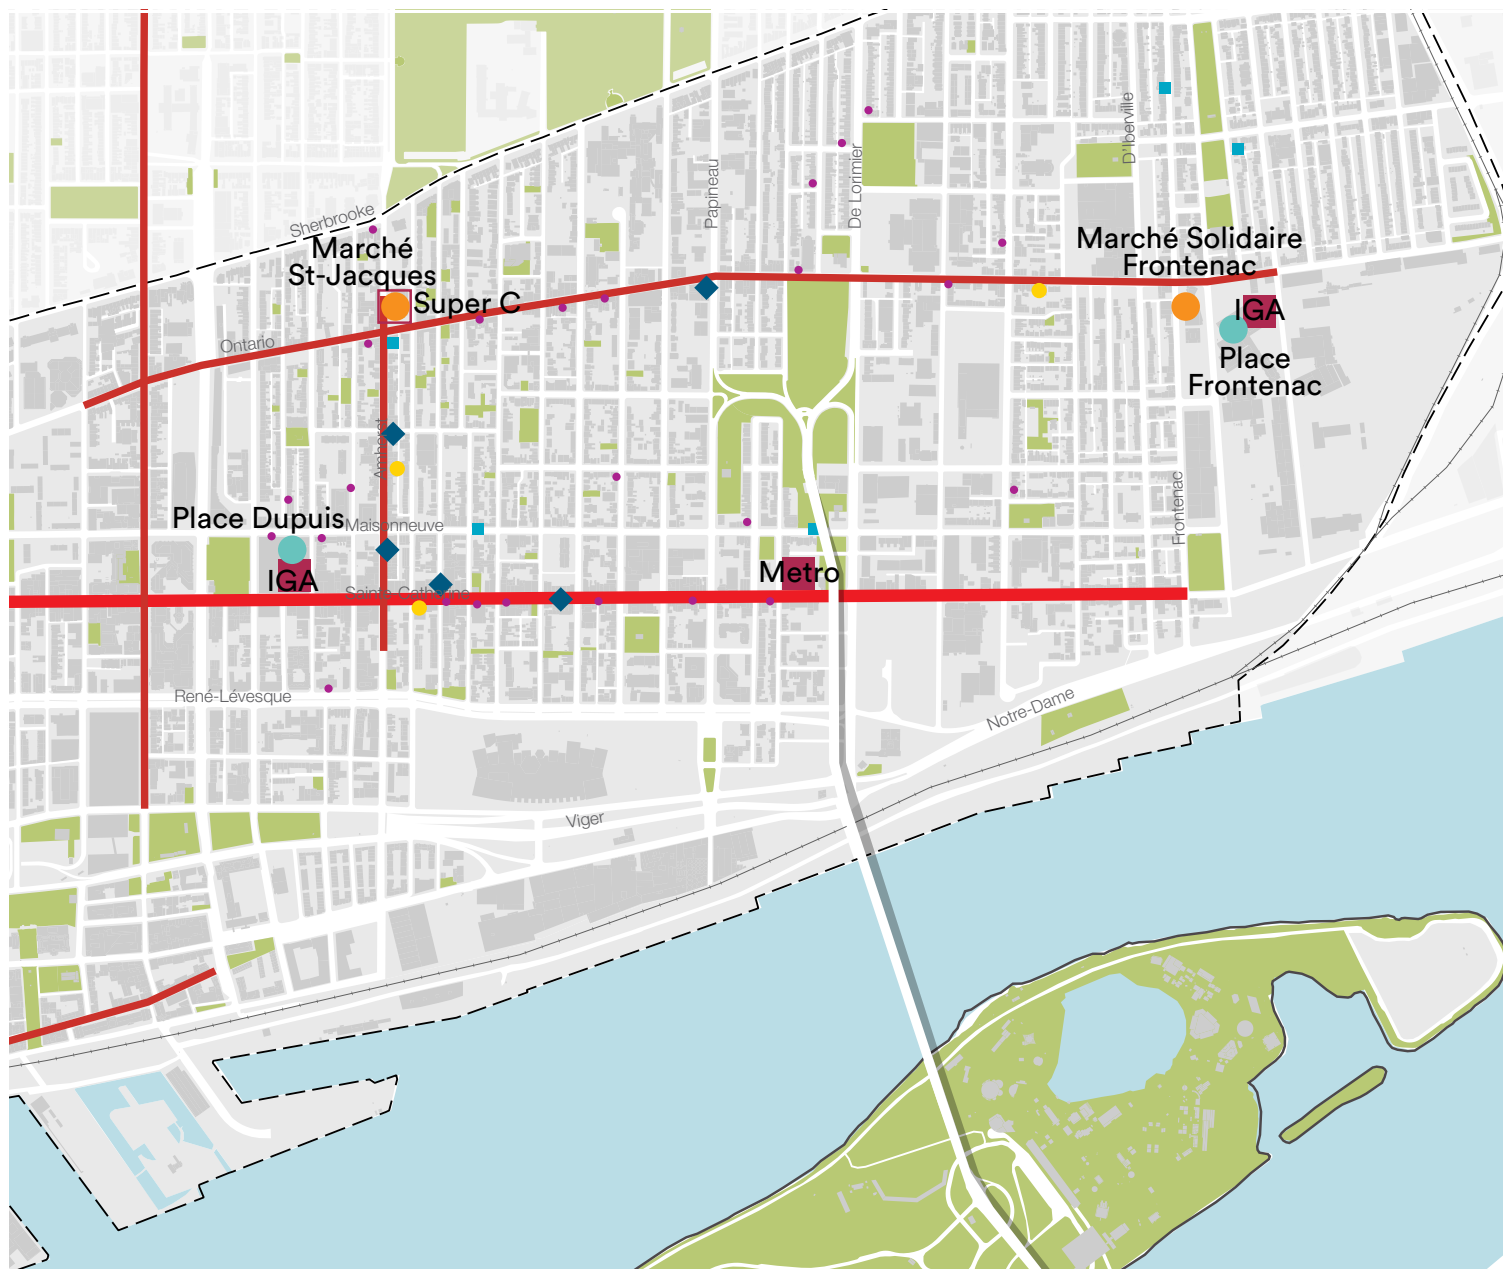 D'Iberville
De Lorimier
Papineau
Sherbrooke
Marché
St-Jacques
Super C
Marché Solidaire
Frontenac
IGA
Place
Frontenac
Ontario
Amherst
Frontenac
Place Dupuis
Maisonneuve
IGA
Metro
Sainte-Catherine
René-Lévesque
Notre-Dame
Viger